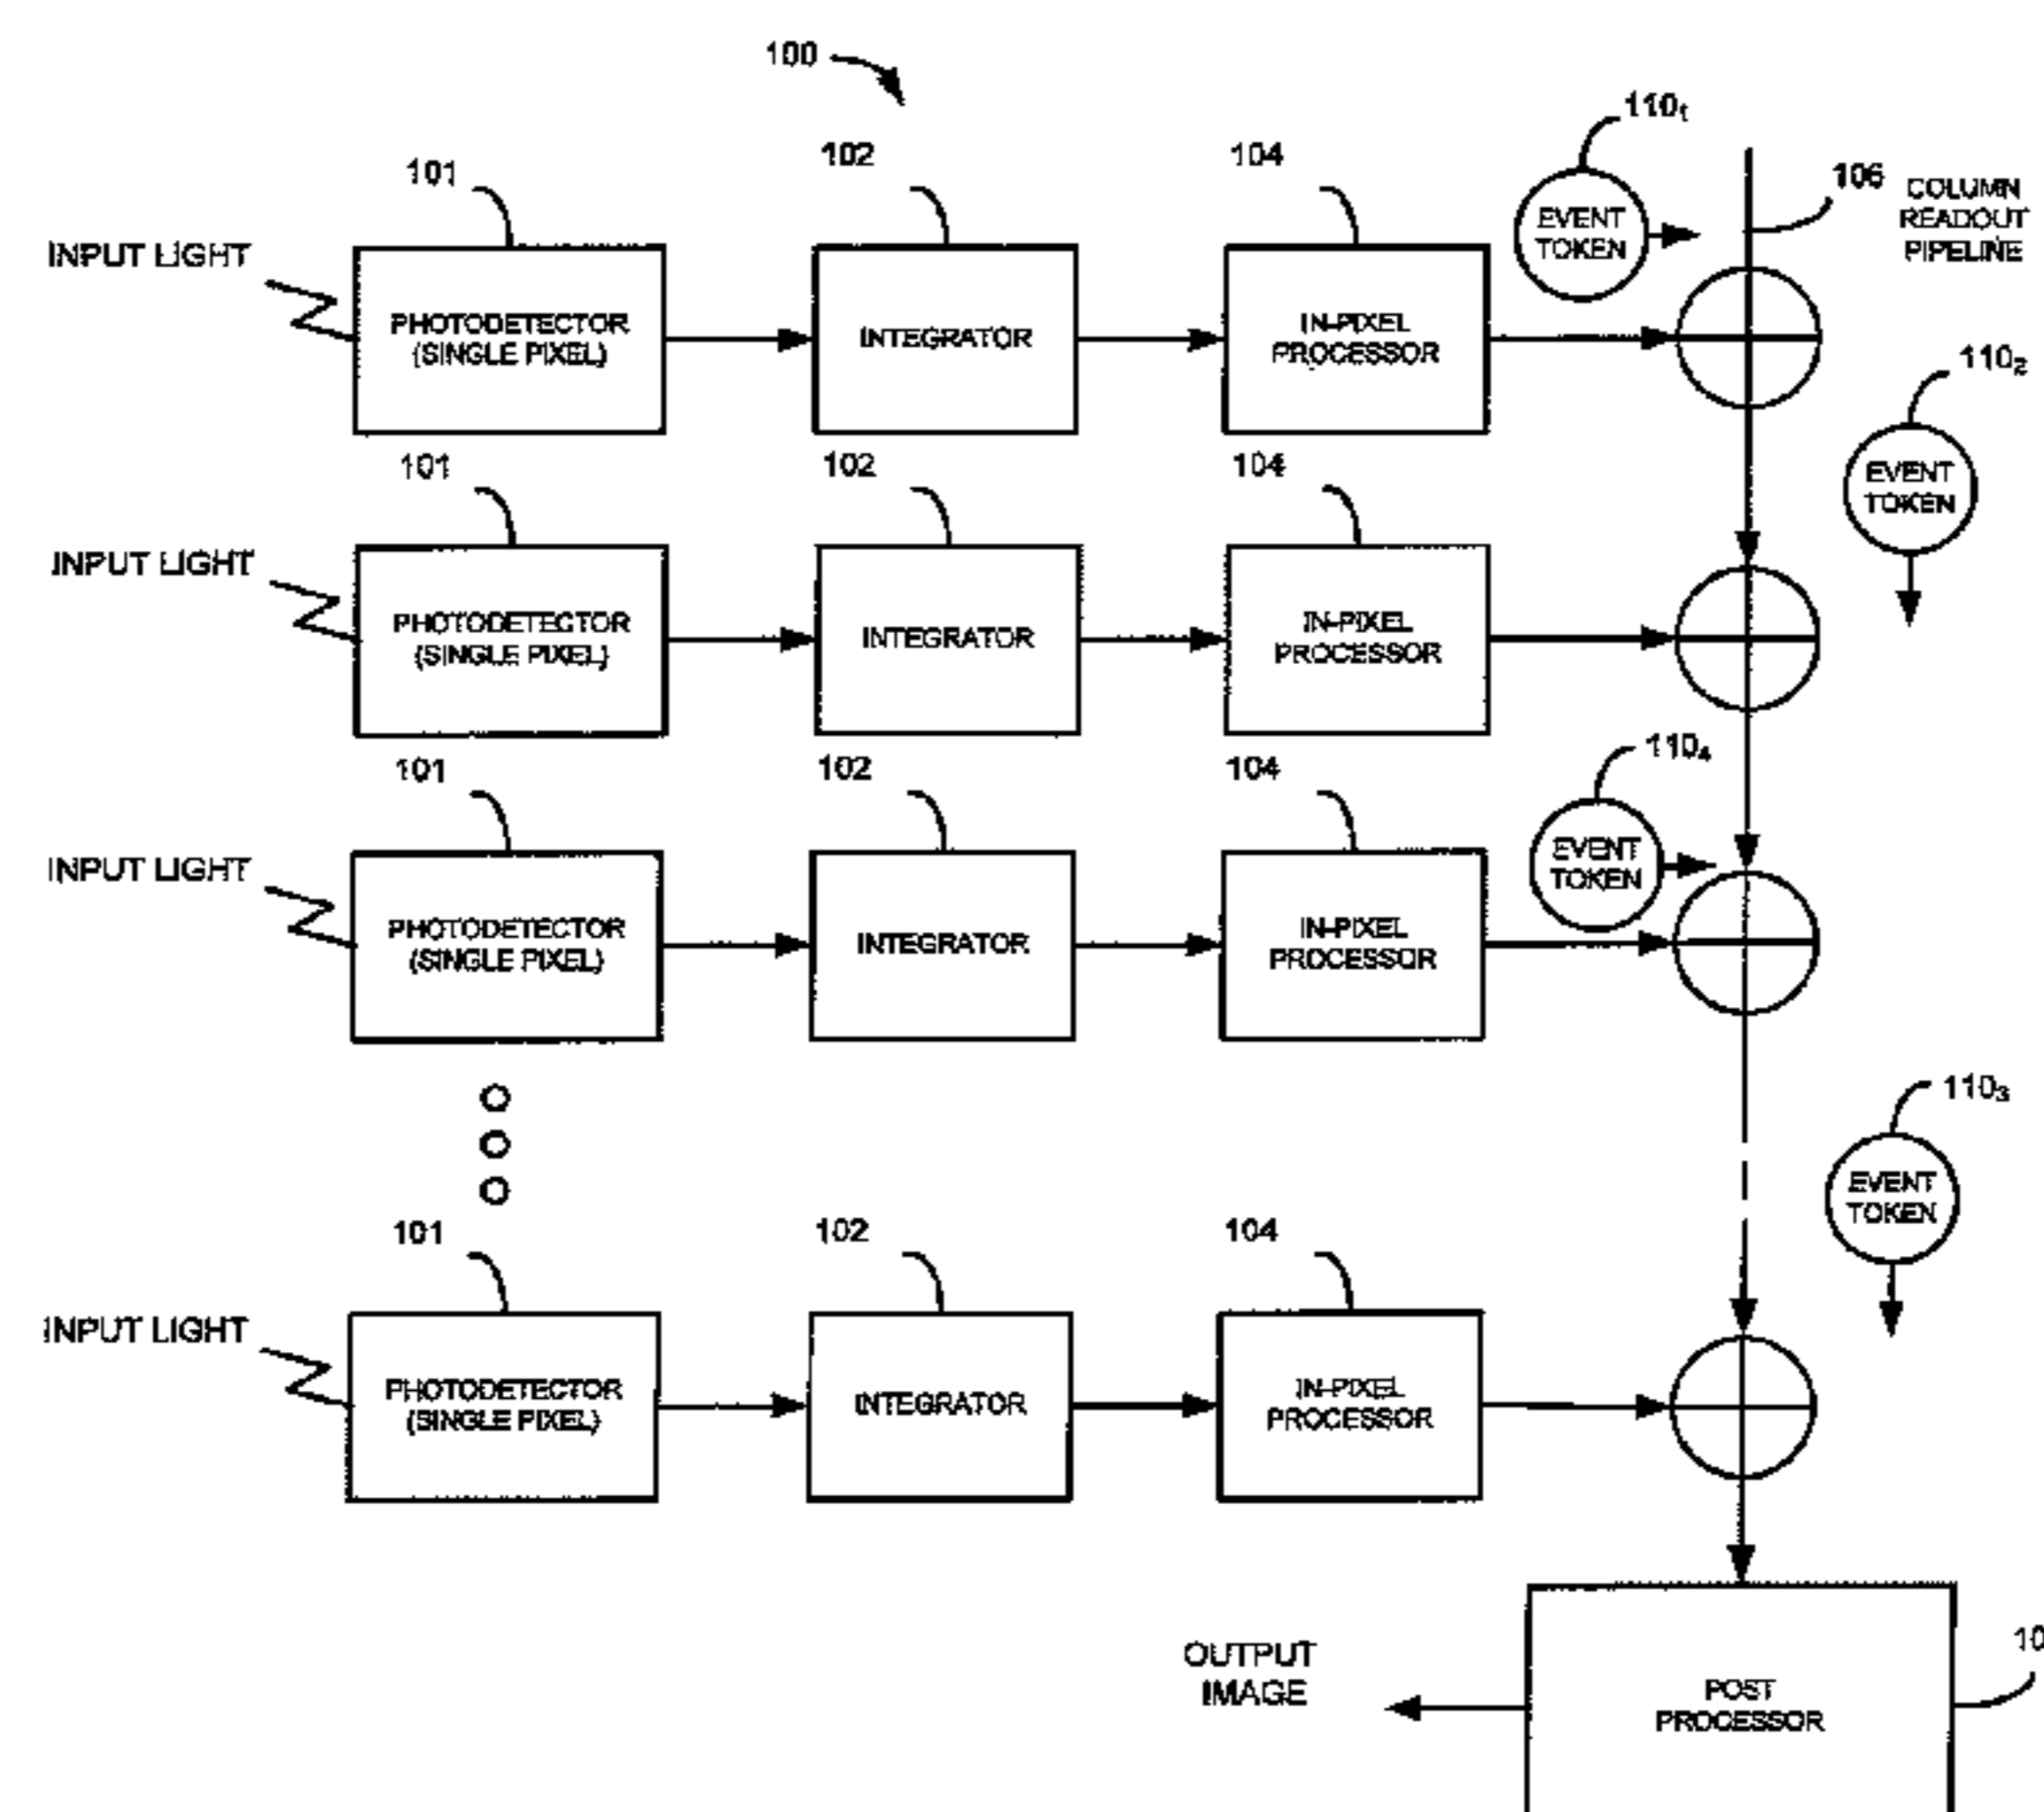 100
110₁
101
102
104
106
COLUMN
READOUT
PIPELINE
EVENT
TOKEN
INPUT LIGHT
PHOTODETECTOR
(SINGLE PIXEL)
INTEGRATOR
IN-PIXEL
PROCESSOR
110₂
EVENT
TOKEN
101
102
104
INPUT LIGHT
PHOTODETECTOR
(SINGLE PIXEL)
INTEGRATOR
IN-PIXEL
PROCESSOR
110₄
101
102
104
EVENT
TOKEN
INPUT LIGHT
PHOTODETECTOR
(SINGLE PIXEL)
INTEGRATOR
IN-PIXEL
PROCESSOR
110₃
EVENT
TOKEN
101
102
104
INPUT LIGHT
PHOTODETECTOR
(SINGLE PIXEL)
INTEGRATOR
IN-PIXEL
PROCESSOR
OUTPUT
IMAGE
POST
PROCESSOR